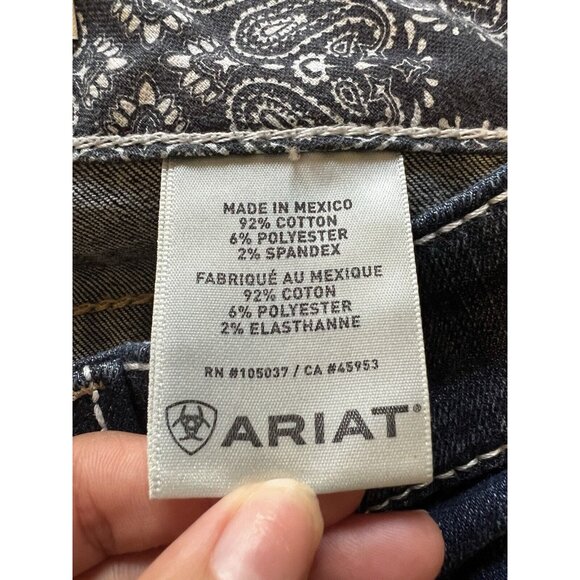 MADE IN MEXICO
92% COTTON
6% POLYESTER
2% SPANDEX
FABRIQUÉ AU MEXIQUE
92% COTON
6% POLYESTER
2% ELASTHANNE
RN #105037 / CA #45953
ARIAT®